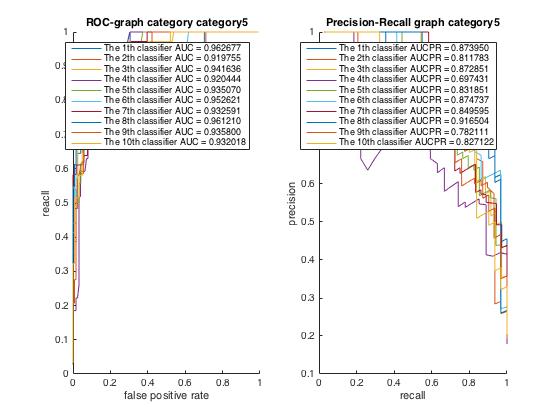 ROC-graph category category5
The 1th classifier AUC = 0.962677
The 2th classifier AUC = 0.919755
The 3th classifier AUC = 0.941636
The 4th classifier AUC = 0.920444
The 5th classifier AUC = 0.935070
The 6th classifier AUC = 0.952621
The 7th classifier AUC = 0.932591
The 8th classifier AUC = 0.961210
The 9th classifier AUC = 0.935800
The 10th classifier AUC = 0.932018
1
0.6
0.5
0.4
0.3
0.2
0.1
0
reacll
0 0.2 0.4 0.6 0.8 1
false positive rate
Precision-Recall graph category5
The 1th classifier AUCPR = 0.873950
The 2th classifier AUCPR = 0.811783
The 3th classifier AUCPR = 0.872851
The 4th classifier AUCPR = 0.697431
The 5th classifier AUCPR = 0.831851
The 6th classifier AUCPR = 0.874737
The 7th classifier AUCPR = 0.849595
The 8th classifier AUCPR = 0.916504
The 9th classifier AUCPR = 0.782111
The 10th classifier AUCPR = 0.827122
1
0.6
0.5
0.4
0.3
0.2
0.1
precision
0 0.2 0.4 0.6 0.8 1
recall